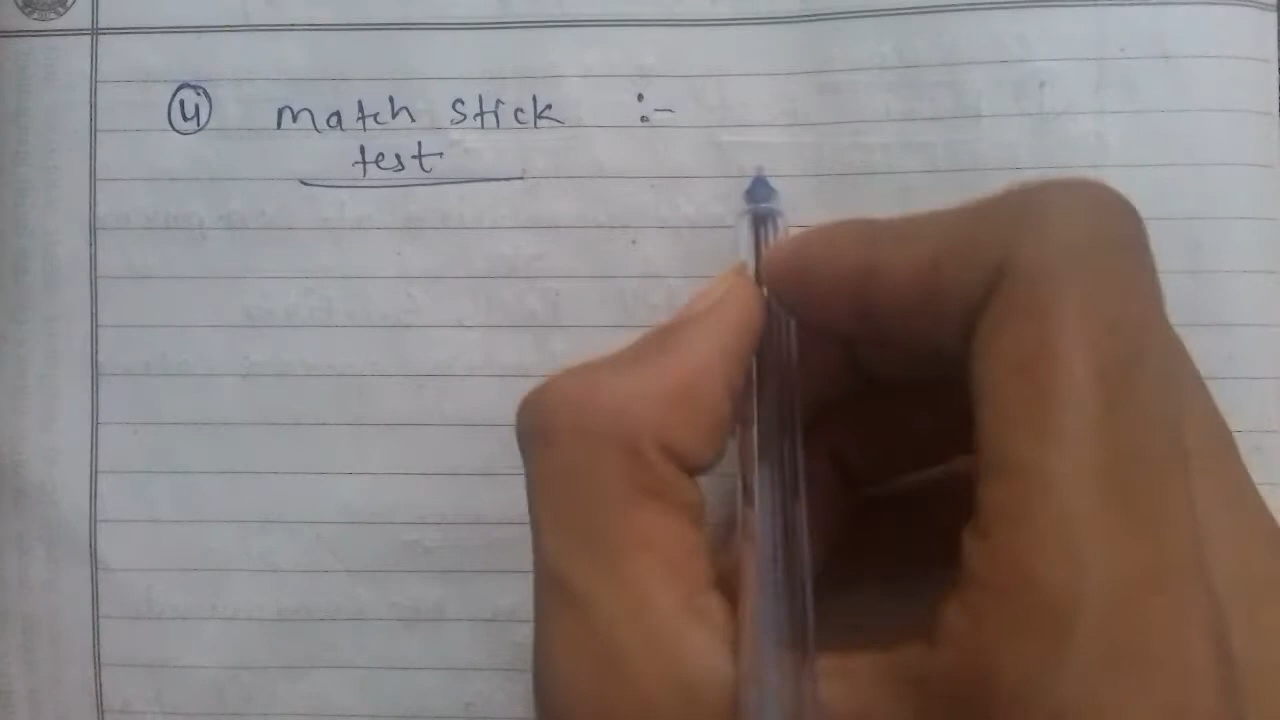 ④ match stick :-
test